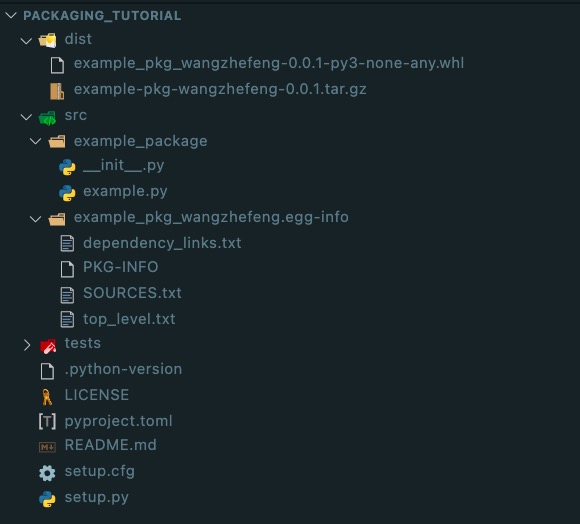 PACKAGING_TUTORIAL
dist
example_pkg_wangzhefeng-0.0.1-py3-none-any.whl
example-pkg-wangzhefeng-0.0.1.tar.gz
src
example_package
__init__.py
example.py
example_pkg_wangzhefeng.egg-info
dependency_links.txt
PKG-INFO
SOURCES.txt
top_level.txt
tests
.python-version
LICENSE
[T] pyproject.toml
README.md
setup.cfg
setup.py